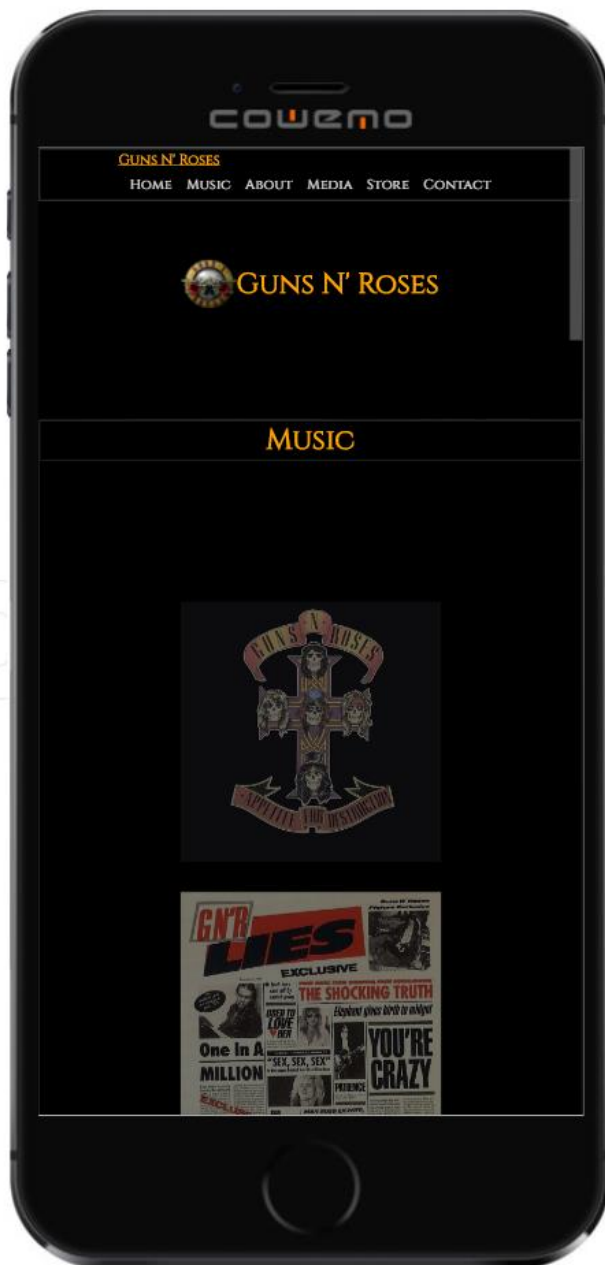 cowemo
GUNS N' ROSES
HOME MUSIC ABOUT MEDIA STORE CONTACT
GUNS N' ROSES
MUSIC
GUNS N ROSES
APPETITE FOR DESTRUCTION
GN'R
LIES
EXCLUSIVE
THE SHOCKING TRUTH
Elephant gives birth to midget
USED TO
LOVE
HER
One In A
MILLION
"SEX, SEX, SEX"
PATIENCE
YOU'RE
CRAZY